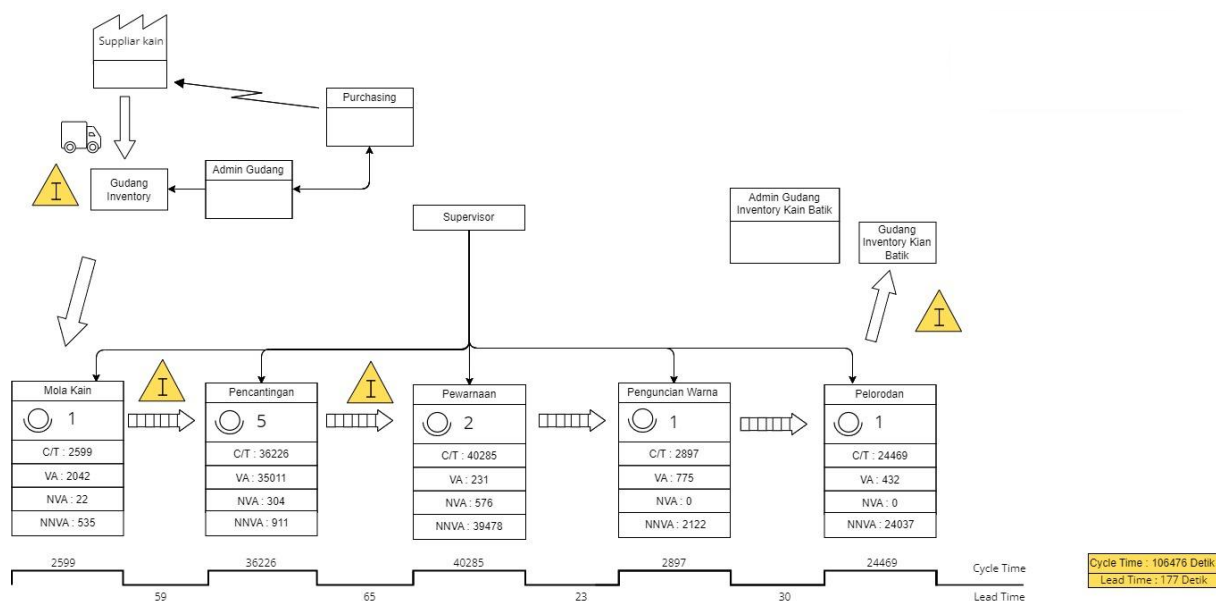 Suppliar kain
Purchasing
Admin Gudang
Gudang
Inventory
I
Supervisor
Admin Gudang
Inventory Kain Batik
Gudang
Inventory Kian
Batik
I
Mola Kain
1
C/T : 2599
VA : 2042
NVA : 22
NNVA : 535
I
Pencantingan
5
C/T : 36226
VA : 35011
NVA : 304
NNVA : 911
I
Pewarnaan
2
C/T : 40285
VA : 231
NVA : 576
NNVA : 39478
Penguncian Warna
1
C/T : 2897
VA : 775
NVA : 0
NNVA : 2122
Pelorodan
1
C/T : 24469
VA : 432
NVA : 0
NNVA : 24037
2599
36226
40285
2897
24469
Cycle Time
59
65
23
30
Lead Time
Cycle Time : 106476 Detik
Lead Time : 177 Detik